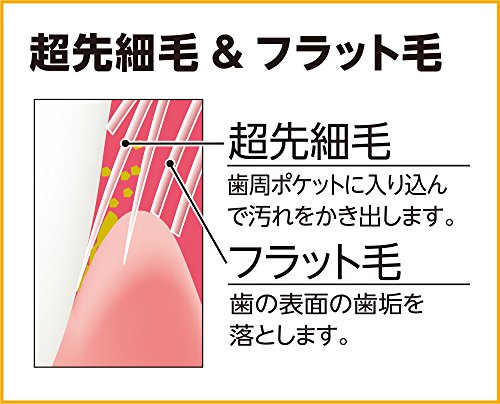 超先細毛 & フラット毛
超先細毛
歯周ポケットに入り込ん
で汚れをかき出します。
フラット毛
歯の表面の歯垢を
落とします。